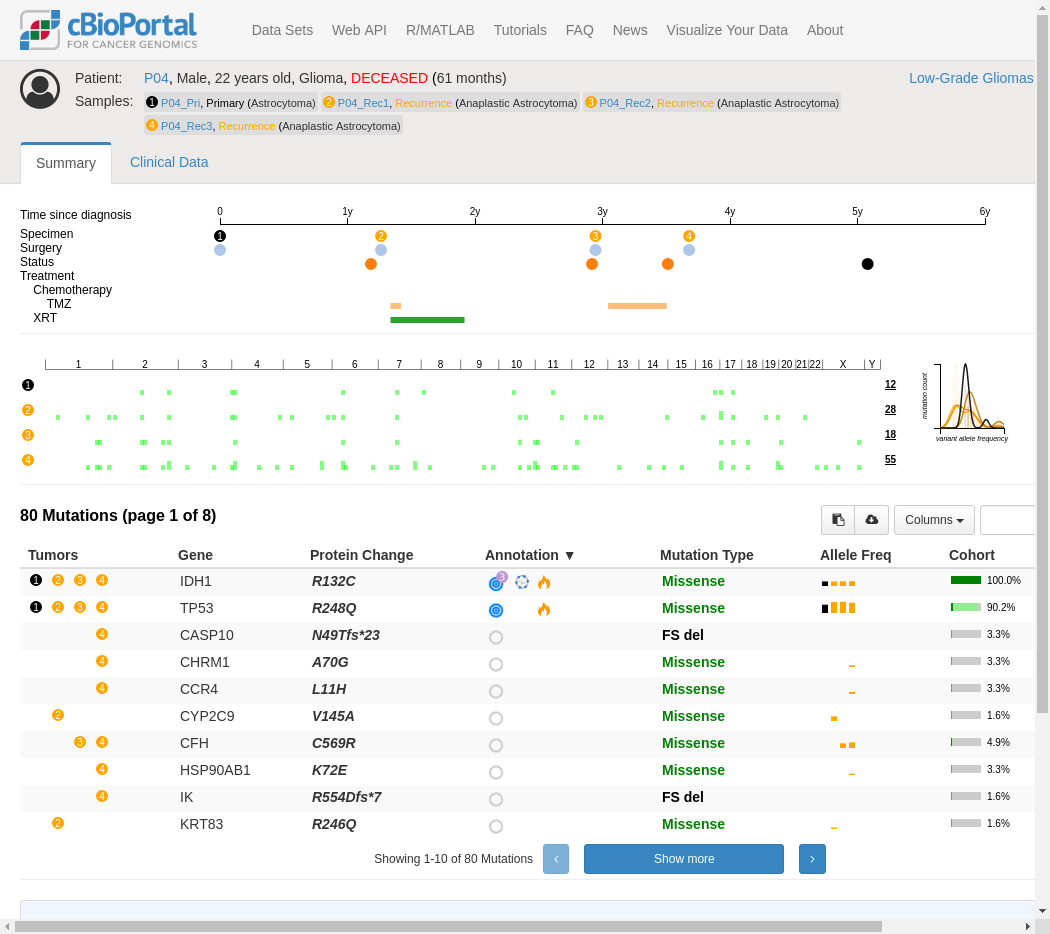 cBioPortal
FOR CANCER GENOMICS
Data Sets Web API R/MATLAB Tutorials FAQ News Visualize Your Data About
Patient: P04, Male, 22 years old, Glioma, DECEASED (61 months) Low-Grade Gliomas
Samples: 1 P04_Pri, Primary (Astrocytoma) 2 P04_Rec1, Recurrence (Anaplastic Astrocytoma) 3 P04_Rec2, Recurrence (Anaplastic Astrocytoma)
4 P04_Rec3, Recurrence (Anaplastic Astrocytoma)
Summary Clinical Data
Time since diagnosis 0 1y 2y 3y 4y 5y 6y
Specimen 1 2 3 4
Surgery
Status
Treatment
Chemotherapy
TMZ
XRT
1 2 3 4 5 6 7 8 9 10 11 12 13 14 15 16 17 18 19 20 21 22 X Y
1 12
2 28
3 18
4 55
mutation count
variant allele frequency
80 Mutations (page 1 of 8) Columns
Tumors Gene Protein Change Annotation ▼ Mutation Type Allele Freq Cohort
1 2 3 4 IDH1 R132C 3 Missense 100.0%
1 2 3 4 TP53 R248Q Missense 90.2%
4 CASP10 N49Tfs*23 FS del 3.3%
4 CHRM1 A70G Missense 3.3%
4 CCR4 L11H Missense 3.3%
2 CYP2C9 V145A Missense 1.6%
3 4 CFH C569R Missense 4.9%
4 HSP90AB1 K72E Missense 3.3%
4 IK R554Dfs*7 FS del 1.6%
2 KRT83 R246Q Missense 1.6%
Showing 1-10 of 80 Mutations ‹ Show more ›